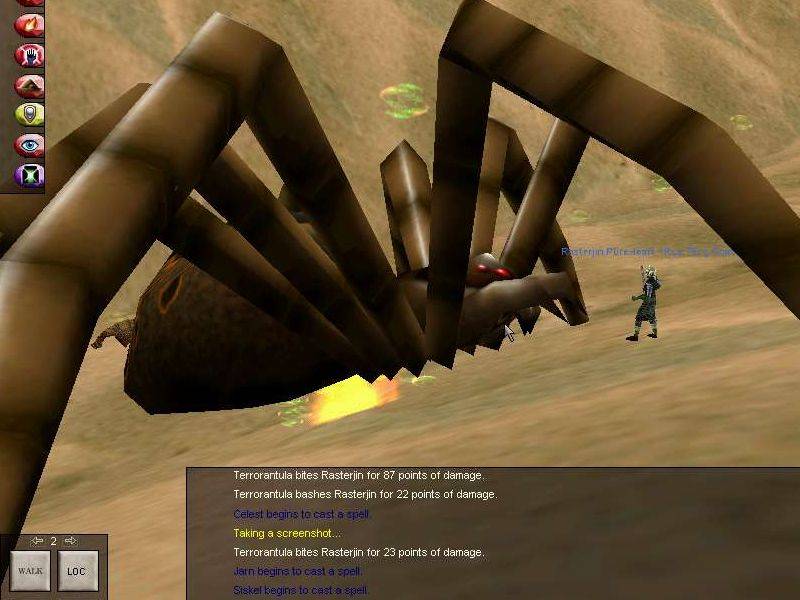 Rasterjin Pureheart
Terrorantula bites Rasterjin for 87 points of damage.
Terrorantula bashes Rasterjin for 22 points of damage.
Celest begins to cast a spell.
Taking a screenshot...
Terrorantula bites Rasterjin for 23 points of damage.
Jarn begins to cast a spell.
Siskel begins to cast a spell.
2
WALK LOC